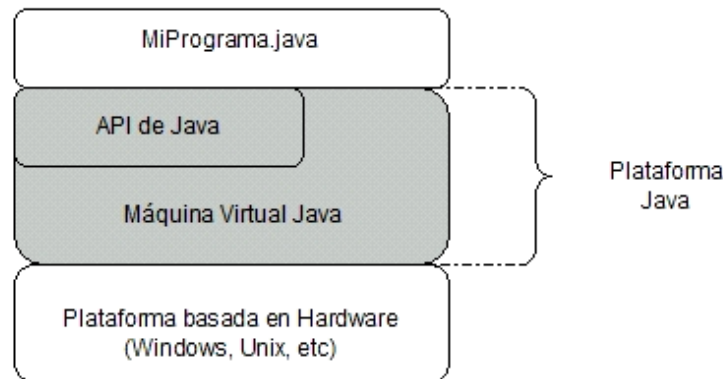 MiPrograma.java
API de Java
Máquina Virtual Java
Plataforma
Java
Plataforma basada en Hardware
(Windows, Unix, etc)